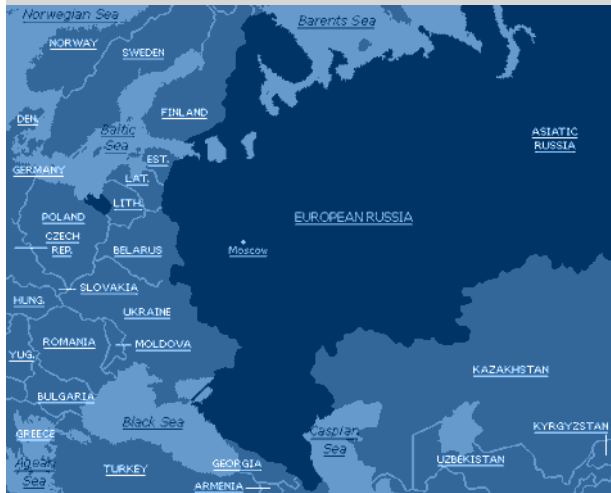 Norwegian Sea
Barents Sea
NORWAY
SWEDEN
DEN.
FINLAND
Baltic
Sea
ASIATIC
RUSSIA
EST.
GERMANY
LAT.
LITH.
POLAND
EUROPEAN RUSSIA
CZECH
REP.
BELARUS
Moscow
SLOVAKIA
HUNG.
UKRAINE
ROMANIA
MOLDOVA
YUG.
KAZAKHSTAN
BULGARIA
Black Sea
Caspian
Sea
KYRGYZSTAN
GREECE
UZBEKISTAN
Agean
Sea
TURKEY
GEORGIA
ARMENIA